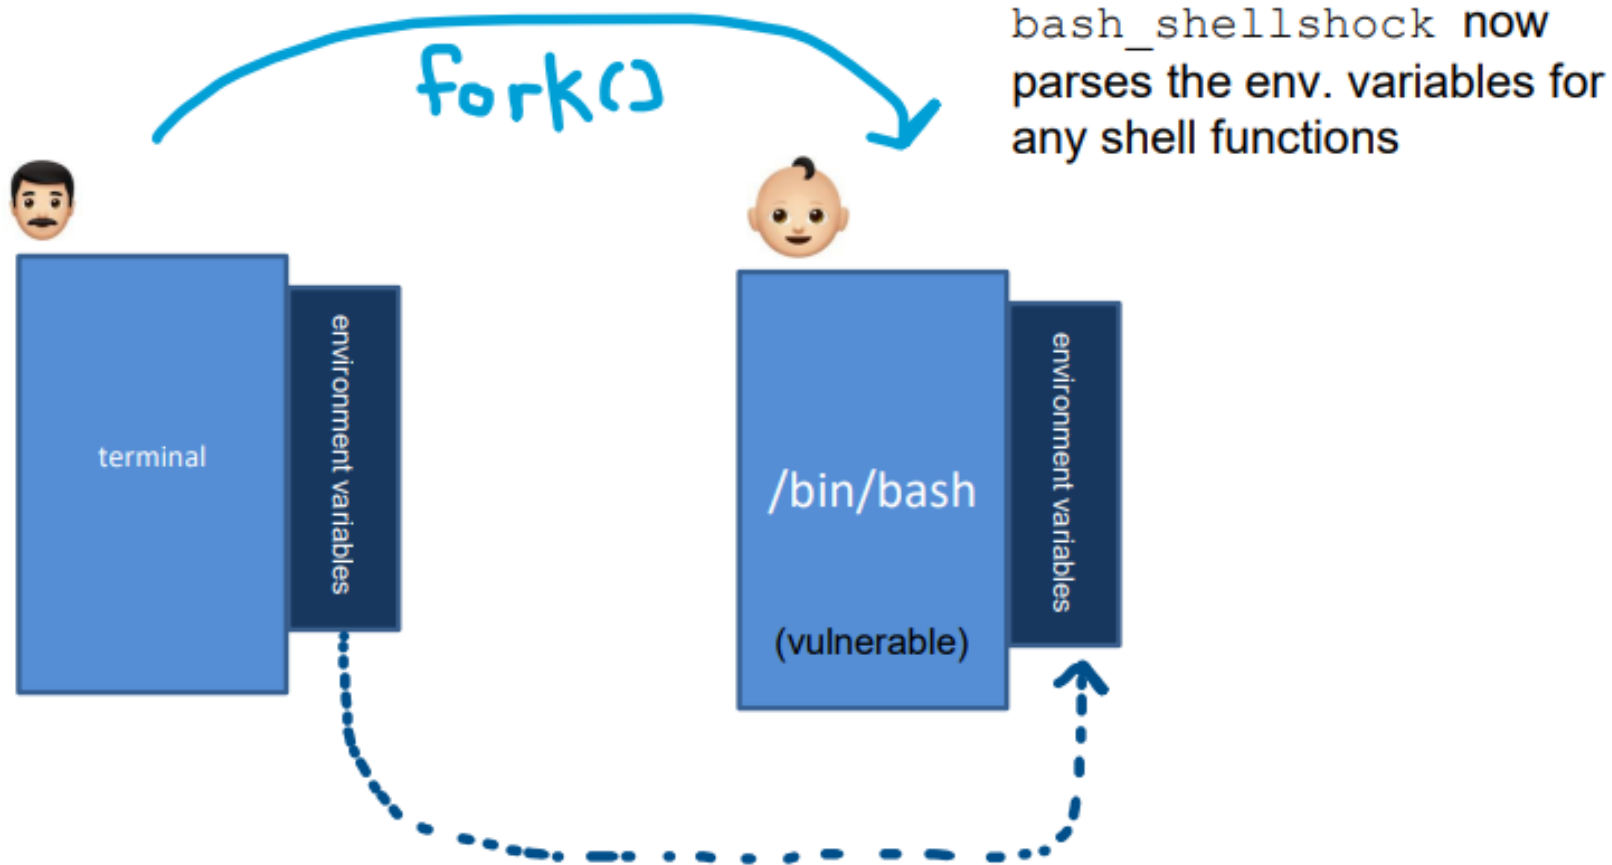 bash_shellshock now
parses the env. variables for
any shell functions
fork()
terminal
environment variables
/bin/bash
(vulnerable)
environment variables